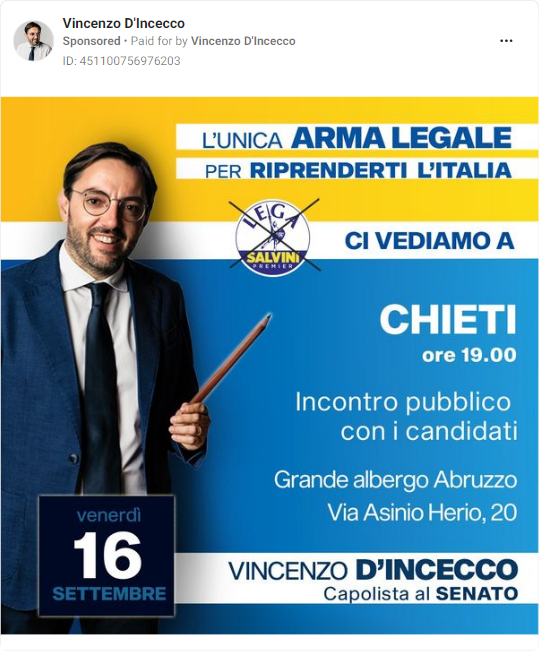 Vincenzo D'Incecco
Sponsored • Paid for by Vincenzo D'Incecco
ID: 451100756976203
L'UNICA ARMA LEGALE
PER RIPRENDERTI L'ITALIA
LEGA
SALVINI
PREMIER
CI VEDIAMO A
CHIETI
ore 19.00
Incontro pubblico
con i candidati
Grande albergo Abruzzo
Via Asinio Herio, 20
venerdì
16
SETTEMBRE
VINCENZO D'INCECCO
Capolista al SENATO